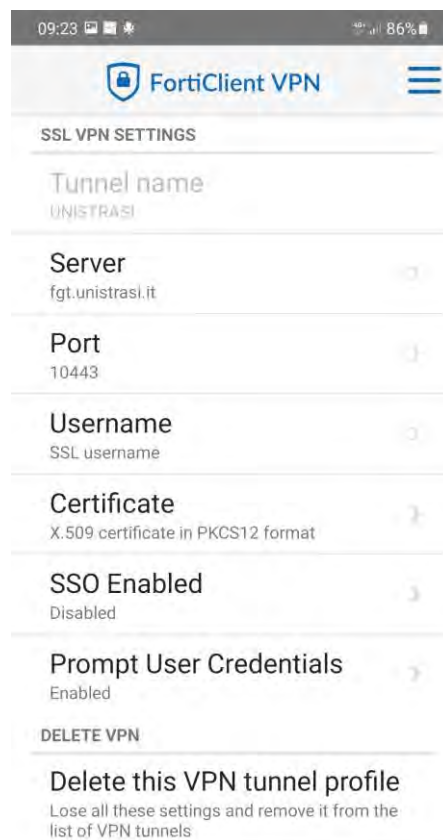 09:23 86%
FortiClient VPN
SSL VPN SETTINGS
Tunnel name
UNISTRASI
Server
fgt.unistrasi.it
Port
10443
Username
SSL username
Certificate
X.509 certificate in PKCS12 format
SSO Enabled
Disabled
Prompt User Credentials
Enabled
DELETE VPN
Delete this VPN tunnel profile
Lose all these settings and remove it from the
list of VPN tunnels